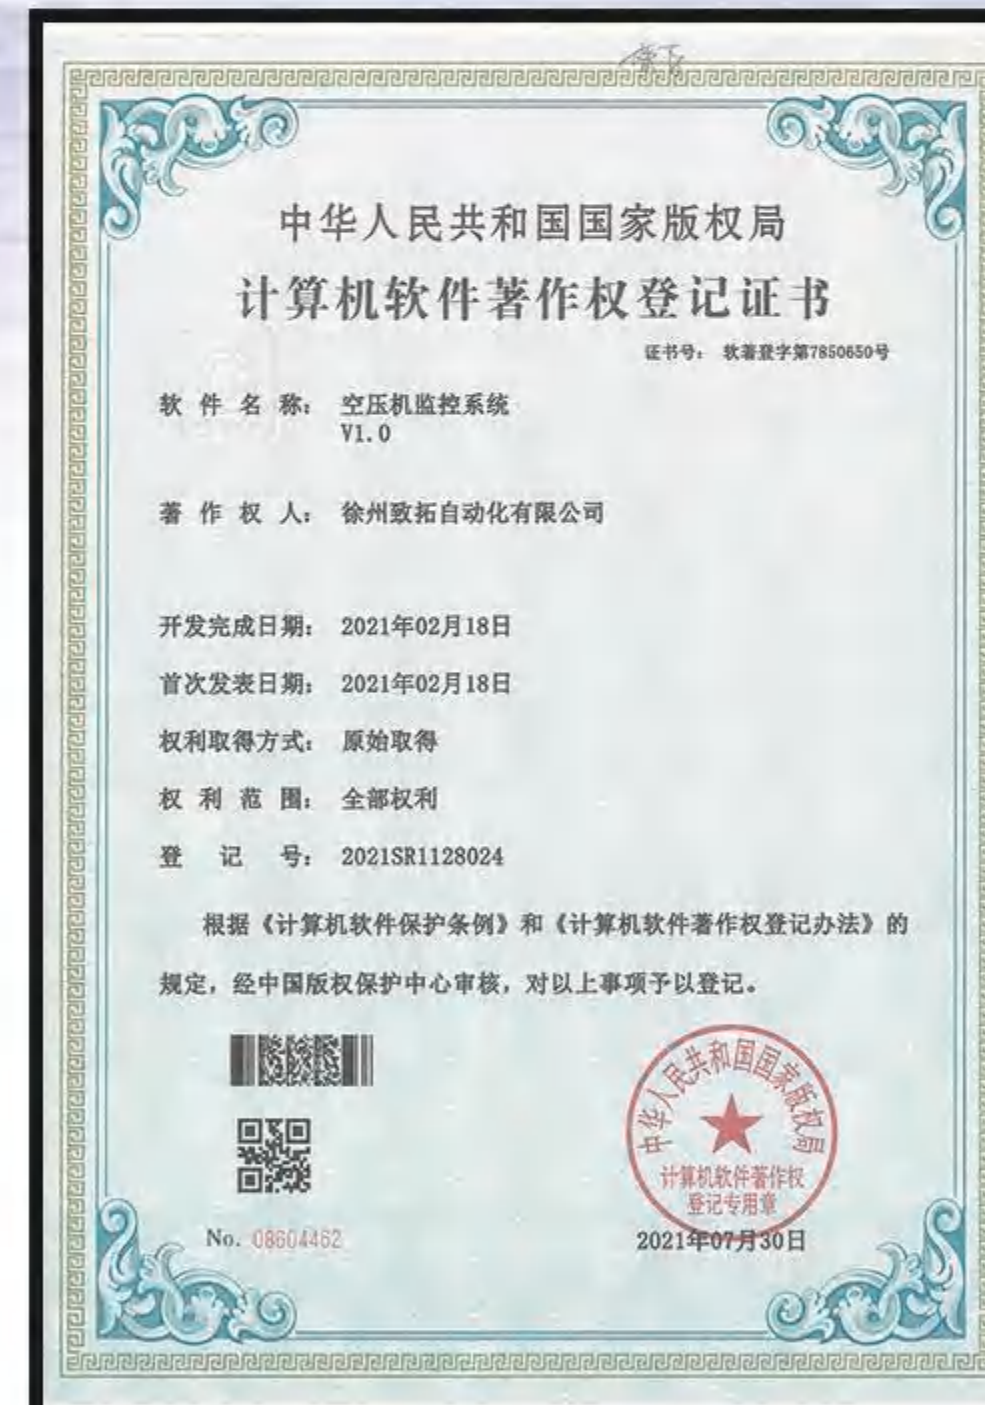 中华人民共和国国家版权局
计算机软件著作权登记证书
证书号： 软著登字第7850650号
软件名称： 空压机监控系统
V1.0
著作权人： 徐州致拓自动化有限公司
开发完成日期： 2021年02月18日
首次发表日期： 2021年02月18日
权利取得方式： 原始取得
权利范围： 全部权利
登记号： 2021SR1128024
根据《计算机软件保护条例》和《计算机软件著作权登记办法》的
规定，经中国版权保护中心审核，对以上事项予以登记。
中华人民共和国国家版权局
计算机软件著作权
登记专用章
No. 08604462
2021年07月30日